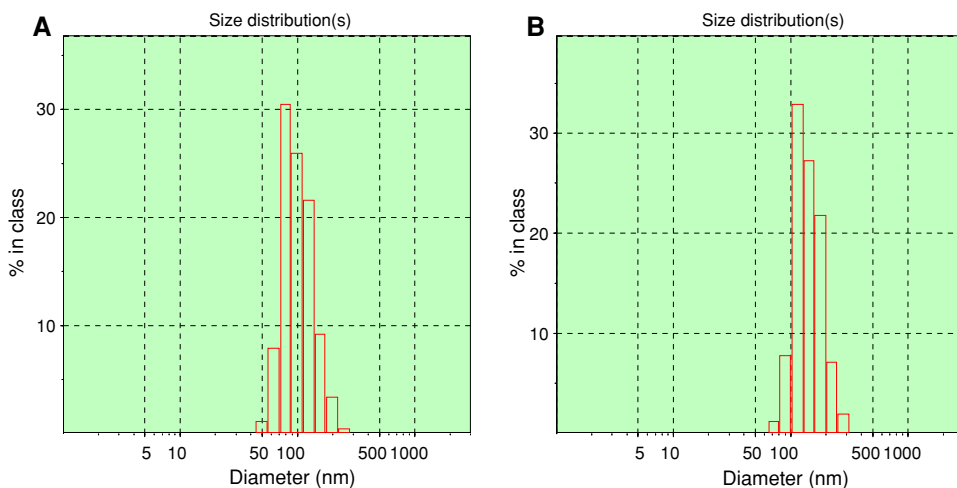 A
Size distribution(s)
% in class
30
20
10
5 10 50 100 500 1000
Diameter (nm)
B
Size distribution(s)
% in class
30
20
10
5 10 50 100 500 1000
Diameter (nm)